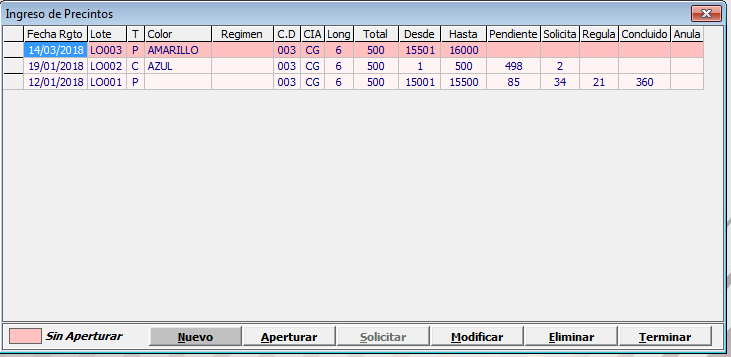 Ingreso de Precintos
Fecha Rgto Lote T Color Regimen C.D CIA Long Total Desde Hasta Pendiente Solicita Regula Concluido Anula
14/03/2018 LO003 P AMARILLO 003 CG 6 500 15501 16000
19/01/2018 LO002 C AZUL 003 CG 6 500 1 500 498 2
12/01/2018 LO001 P 003 CG 6 500 15001 15500 85 34 21 360
Sin Aperturar Nuevo Aperturar Solicitar Modificar Eliminar Terminar